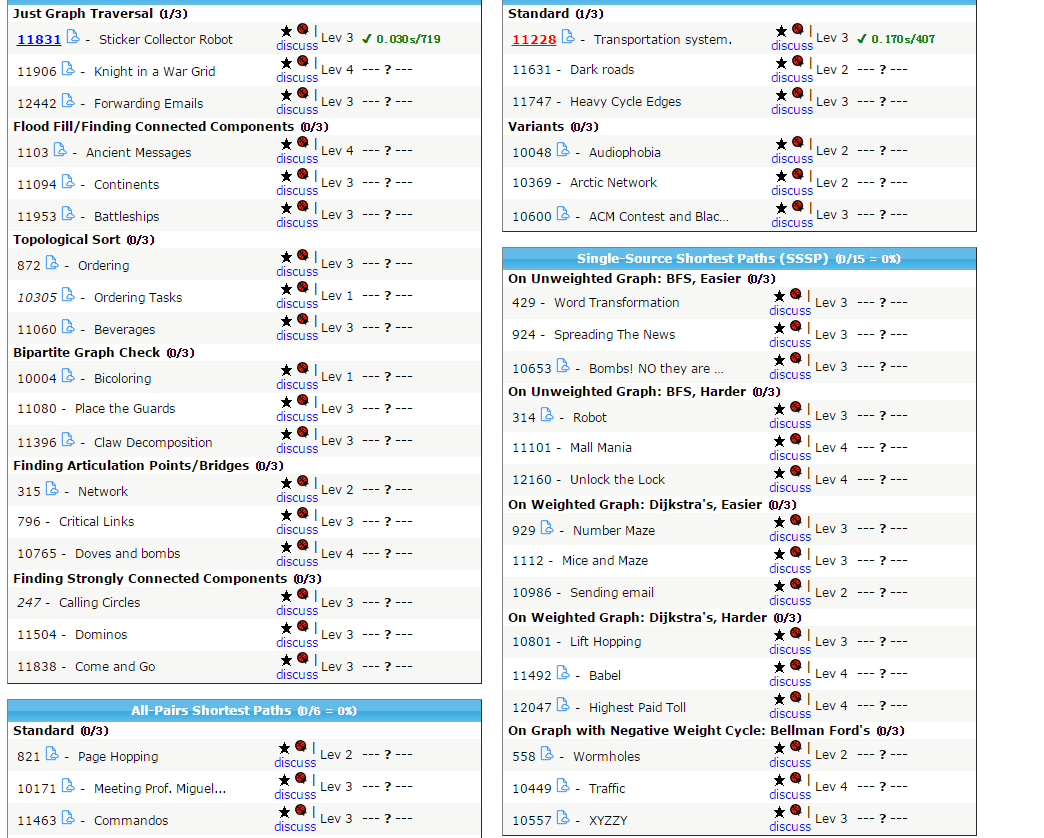 Just Graph Traversal (1/3)
11831 - Sticker Collector Robot | discuss Lev 3 ✔ 0.030s/719
11906 - Knight in a War Grid | discuss Lev 4 --- ? ---
12442 - Forwarding Emails | discuss Lev 3 --- ? ---
Flood Fill/Finding Connected Components (0/3)
1103 - Ancient Messages | discuss Lev 4 --- ? ---
11094 - Continents | discuss Lev 3 --- ? ---
11953 - Battleships | discuss Lev 3 --- ? ---
Topological Sort (0/3)
872 - Ordering | discuss Lev 3 --- ? ---
10305 - Ordering Tasks | discuss Lev 1 --- ? ---
11060 - Beverages | discuss Lev 3 --- ? ---
Bipartite Graph Check (0/3)
10004 - Bicoloring | discuss Lev 1 --- ? ---
11080 - Place the Guards | discuss Lev 3 --- ? ---
11396 - Claw Decomposition | discuss Lev 3 --- ? ---
Finding Articulation Points/Bridges (0/3)
315 - Network | discuss Lev 2 --- ? ---
796 - Critical Links | discuss Lev 3 --- ? ---
10765 - Doves and bombs | discuss Lev 4 --- ? ---
Finding Strongly Connected Components (0/3)
247 - Calling Circles | discuss Lev 3 --- ? ---
11504 - Dominos | discuss Lev 3 --- ? ---
11838 - Come and Go | discuss Lev 3 --- ? ---
All-Pairs Shortest Paths (0/6 = 0%)
Standard (0/3)
821 - Page Hopping | discuss Lev 2 --- ? ---
10171 - Meeting Prof. Miguel... | discuss Lev 3 --- ? ---
11463 - Commandos | discuss Lev 3 --- ? ---
Standard (1/3)
11228 - Transportation system. | discuss Lev 3 ✔ 0.170s/407
11631 - Dark roads | discuss Lev 2 --- ? ---
11747 - Heavy Cycle Edges | discuss Lev 3 --- ? ---
Variants (0/3)
10048 - Audiophobia | discuss Lev 2 --- ? ---
10369 - Arctic Network | discuss Lev 2 --- ? ---
10600 - ACM Contest and Blac... | discuss Lev 3 --- ? ---
Single-Source Shortest Paths (SSSP) (0/15 = 0%)
On Unweighted Graph: BFS, Easier (0/3)
429 - Word Transformation | discuss Lev 3 --- ? ---
924 - Spreading The News | discuss Lev 3 --- ? ---
10653 - Bombs! NO they are ... | discuss Lev 3 --- ? ---
On Unweighted Graph: BFS, Harder (0/3)
314 - Robot | discuss Lev 3 --- ? ---
11101 - Mall Mania | discuss Lev 4 --- ? ---
12160 - Unlock the Lock | discuss Lev 4 --- ? ---
On Weighted Graph: Dijkstra's, Easier (0/3)
929 - Number Maze | discuss Lev 3 --- ? ---
1112 - Mice and Maze | discuss Lev 3 --- ? ---
10986 - Sending email | discuss Lev 2 --- ? ---
On Weighted Graph: Dijkstra's, Harder (0/3)
10801 - Lift Hopping | discuss Lev 3 --- ? ---
11492 - Babel | discuss Lev 4 --- ? ---
12047 - Highest Paid Toll | discuss Lev 4 --- ? ---
On Graph with Negative Weight Cycle: Bellman Ford's (0/3)
558 - Wormholes | discuss Lev 2 --- ? ---
10449 - Traffic | discuss Lev 4 --- ? ---
10557 - XYZZY | discuss Lev 3 --- ? ---